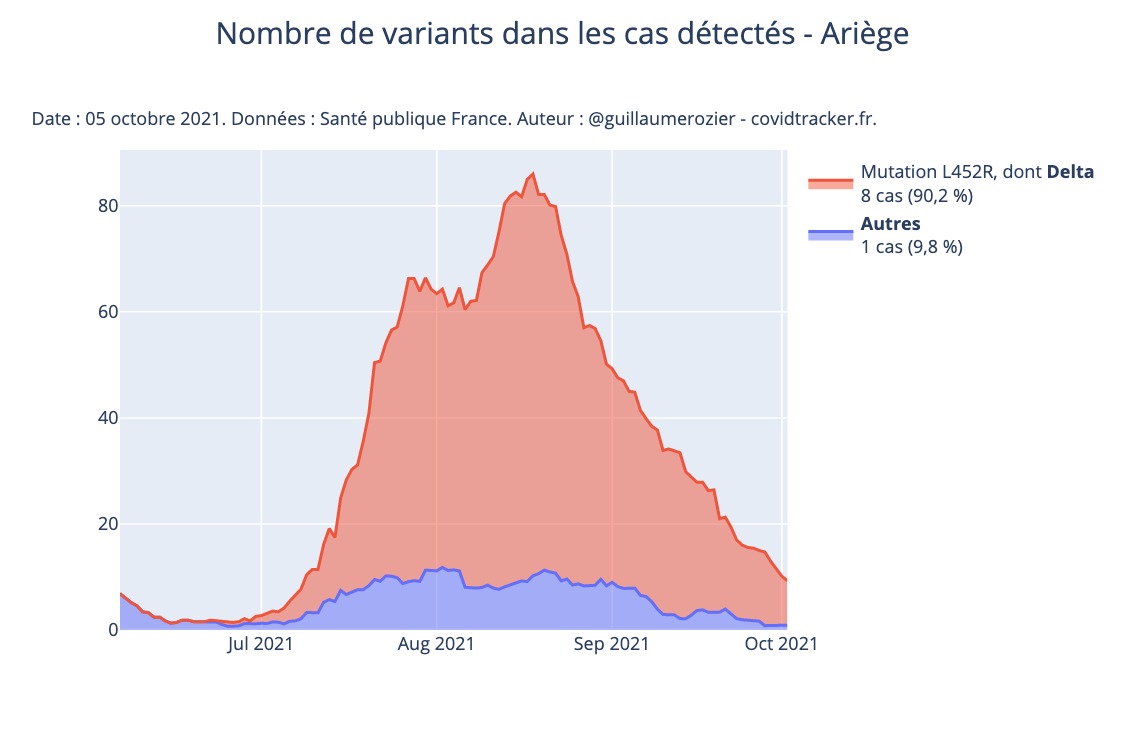 Nombre de variants dans les cas détectés - Ariège
Date : 05 octobre 2021. Données : Santé publique France. Auteur : @guillaumerozier - covidtracker.fr.
Mutation L452R, dont Delta
8 cas (90,2 %)
Autres
1 cas (9,8 %)
80
60
40
20
0
Jul 2021 Aug 2021 Sep 2021 Oct 2021